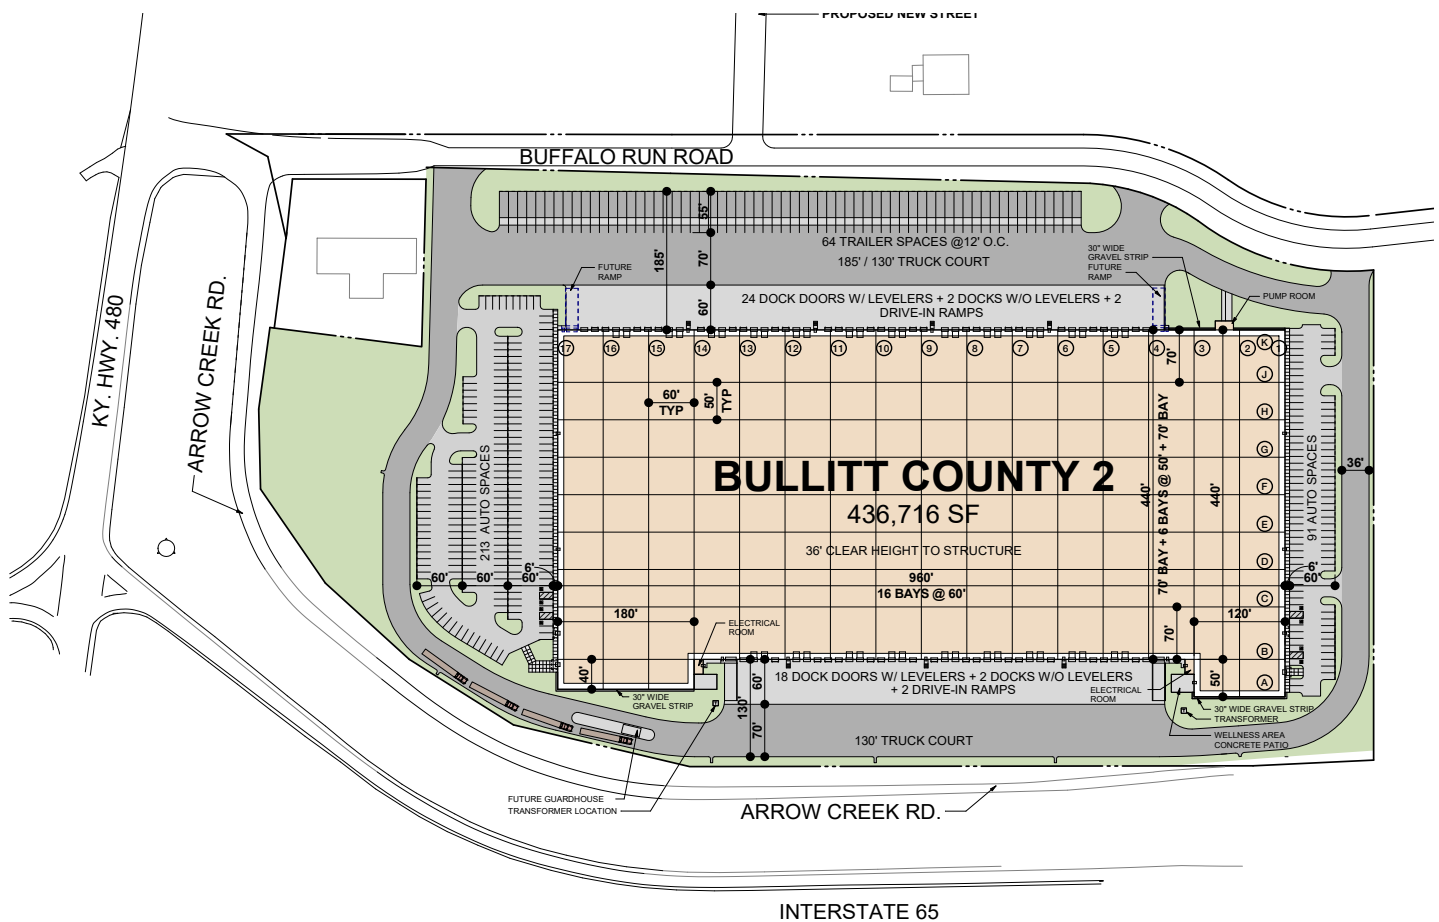 PROPOSED NEW STREET
BUFFALO RUN ROAD
KY. HWY. 480
ARROW CREEK RD.
55'
185'
70'
60'
64 TRAILER SPACES @12' O.C.
185' / 130' TRUCK COURT
FUTURE
RAMP
30" WIDE
GRAVEL STRIP
FUTURE
RAMP
24 DOCK DOORS W/ LEVELERS + 2 DOCKS W/O LEVELERS + 2
DRIVE-IN RAMPS
PUMP ROOM
17 16 15 14 13 12 11 10 9 8 7 6 5 4 3 2 1
K
J
H
G
F
E
D
C
B
A
60'
TYP
50'
TYP
70'
213 AUTO SPACES
BULLITT COUNTY 2
436,716 SF
36' CLEAR HEIGHT TO STRUCTURE
960'
16 BAYS @ 60'
440'
70' BAY + 6 BAYS @ 50' + 70' BAY
440'
91 AUTO SPACES
36'
60'
60'
60'
6'
6'
60'
180'
120'
70'
40'
50'
ELECTRICAL
ROOM
30" WIDE
GRAVEL STRIP
130'
60'
70'
18 DOCK DOORS W/ LEVELERS + 2 DOCKS W/O LEVELERS
+ 2 DRIVE-IN RAMPS
ELECTRICAL
ROOM
30" WIDE GRAVEL STRIP
TRANSFORMER
WELLNESS AREA
CONCRETE PATIO
130' TRUCK COURT
FUTURE GUARDHOUSE
TRANSFORMER LOCATION
ARROW CREEK RD.
INTERSTATE 65